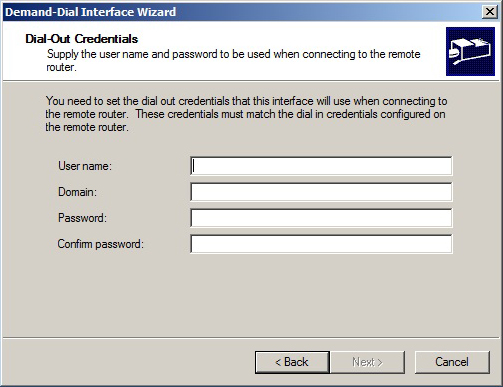 Demand-Dial Interface Wizard
Dial-Out Credentials
Supply the user name and password to be used when connecting to the remote
router.
You need to set the dial out credentials that this interface will use when connecting to
the remote router.  These credentials must match the dial in credentials configured on
the remote router.
User name:
Domain:
Password:
Confirm password:
< Back
Next >
Cancel